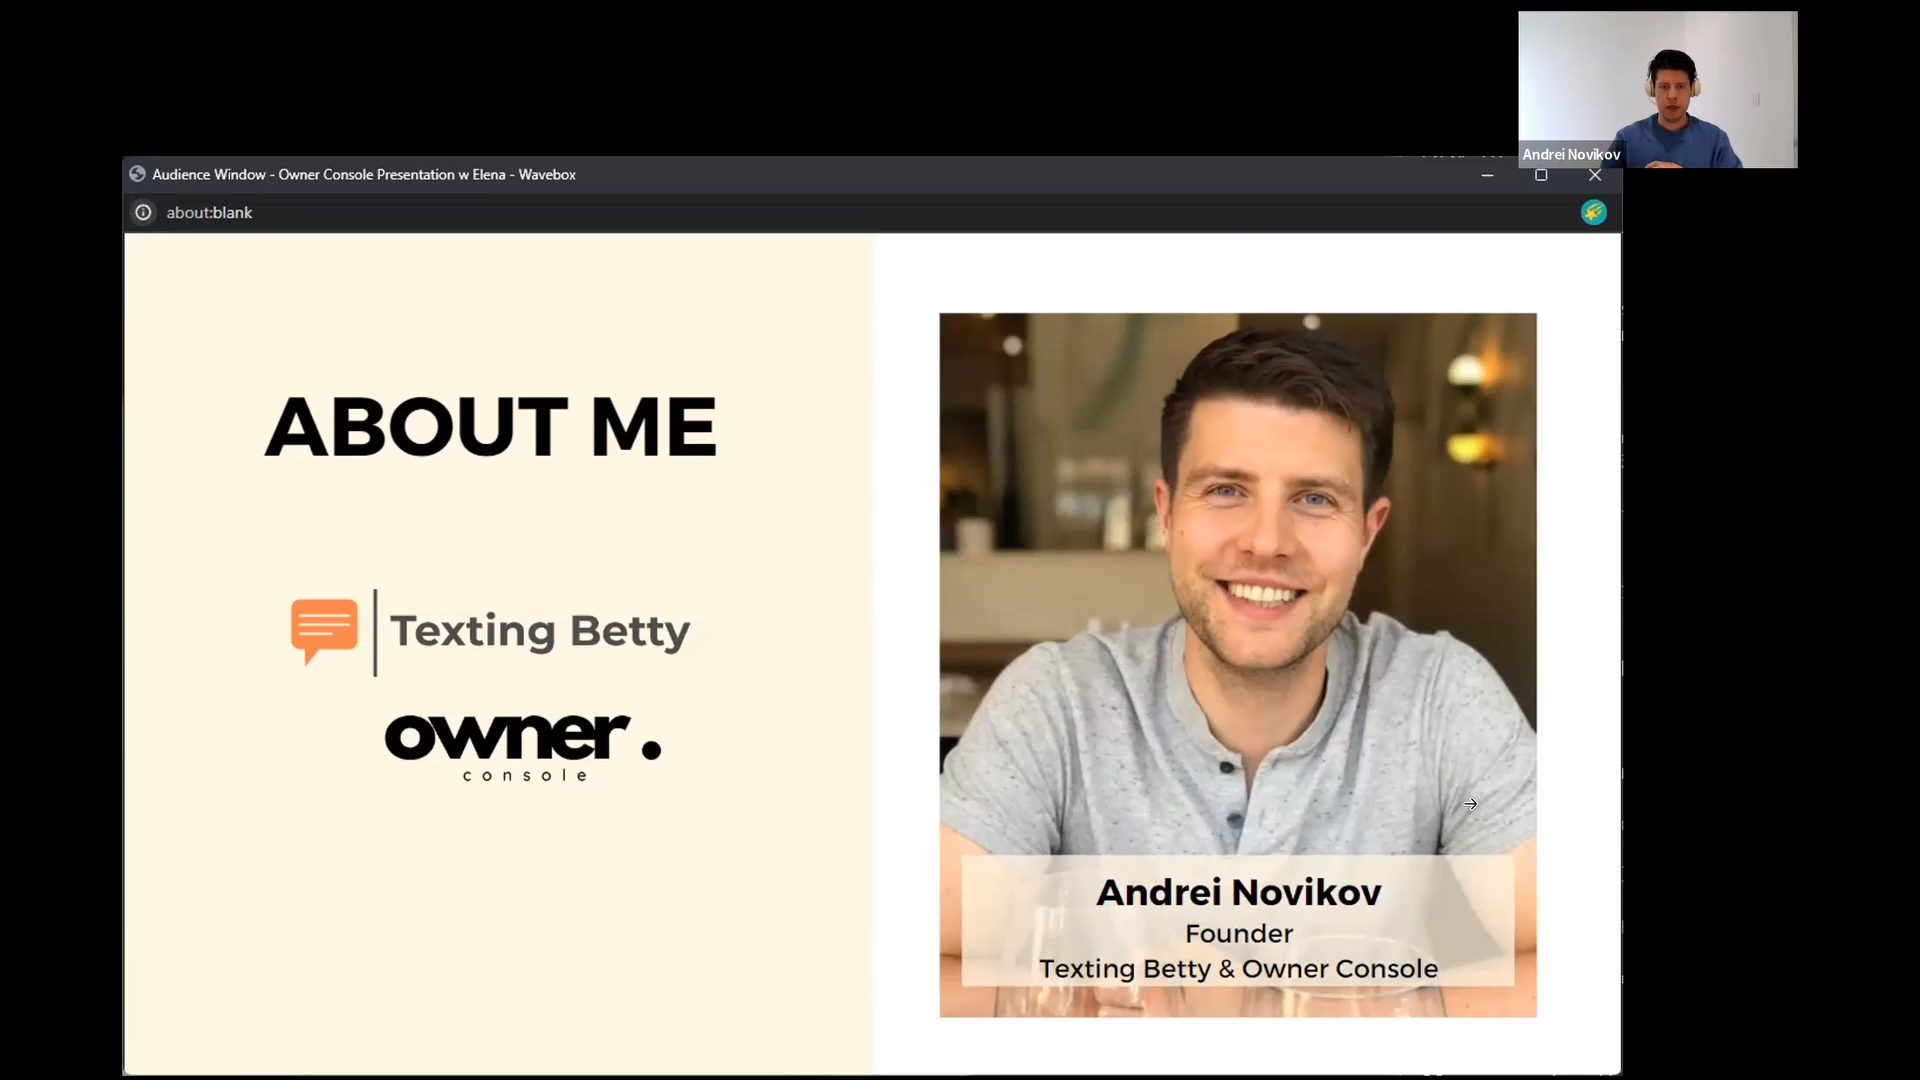 Andrei Novikov
Audience Window - Owner Console Presentation w Elena - Wavebox
about:blank
ABOUT ME
Texting Betty
owner.
console
Andrei Novikov
Founder
Texting Betty & Owner Console